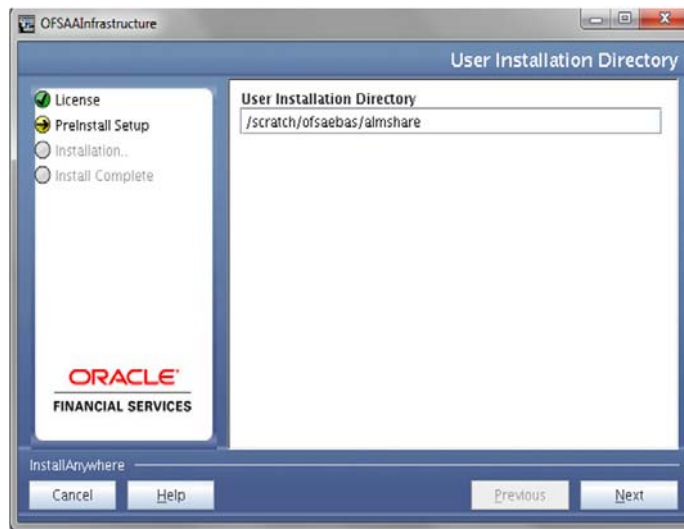 OFSAAInfrastructure
User Installation Directory
License
PreInstall Setup
Installation..
Install Complete
User Installation Directory
/scratch/ofsaebas/almshare
ORACLE
FINANCIAL SERVICES
InstallAnywhere
Cancel
Help
Previous
Next